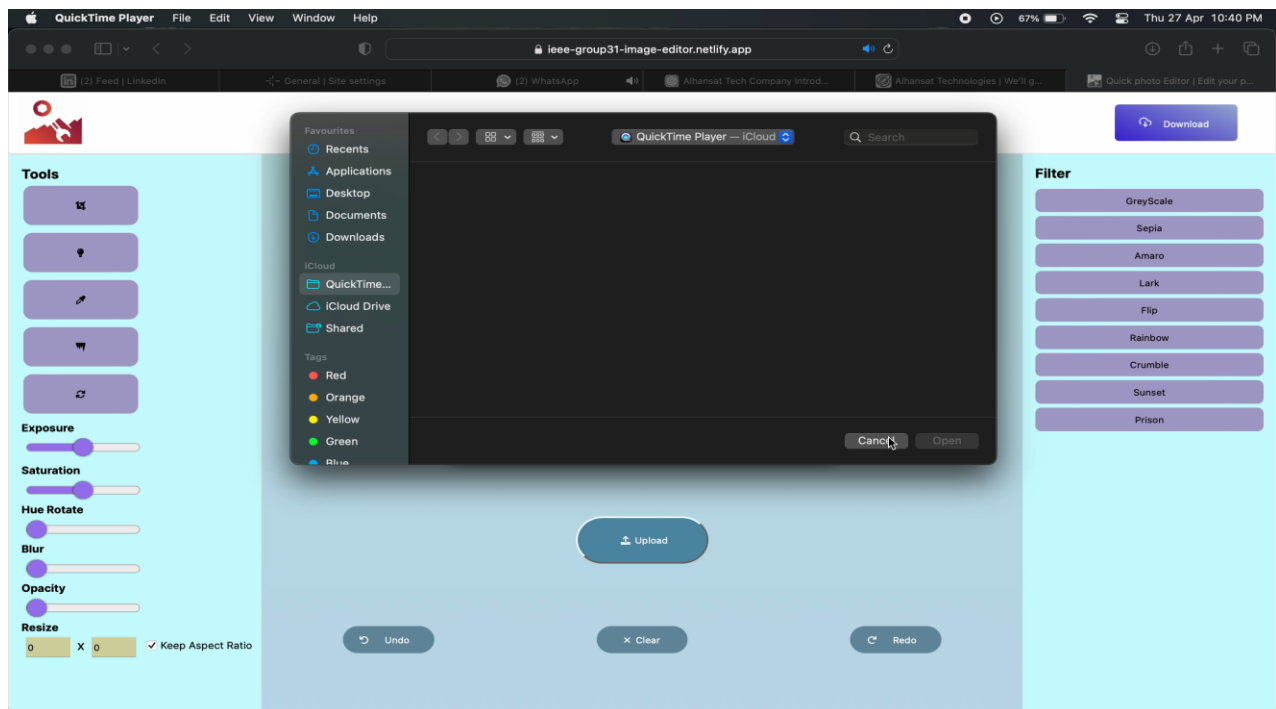 QuickTime Player File Edit View Window Help 67% Thu 27 Apr 10:40 PM
ieee-group31-image-editor.netlify.app
in (2) Feed | LinkedIn General | Site settings (2) WhatsApp Alhansat Tech Company Introd... Alhansat Technologies | We'll g... Quick photo Editor | Edit your p...
Download
Favourites
Recents
Applications
Desktop
Documents
Downloads
iCloud
QuickTime...
iCloud Drive
Shared
Tags
Red
Orange
Yellow
Green
Blue
QuickTime Player — iCloud
Search
Cancel Open
Tools
Exposure
Saturation
Hue Rotate
Blur
Opacity
Resize
0 X 0 Keep Aspect Ratio
Upload
Undo × Clear Redo
Filter
GreyScale
Sepia
Amaro
Lark
Flip
Rainbow
Crumble
Sunset
Prison